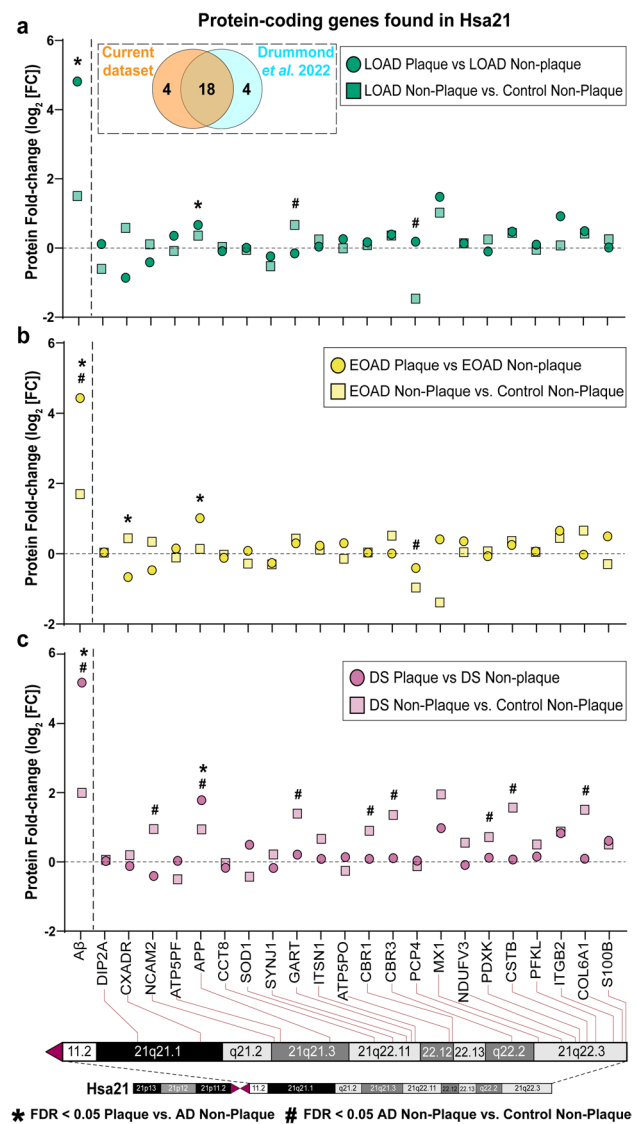 Protein-coding genes found in Hsa21
a
Protein Fold-change (log2 [FC])
6
4
2
0
-2
*
*
#
#
Current dataset
Drummond et al. 2022
4
18
4
LOAD Plaque vs LOAD Non-plaque
LOAD Non-Plaque vs. Control Non-Plaque
b
Protein Fold-change (log2 [FC])
6
4
2
0
-2
*
#
*
*
#
EOAD Plaque vs EOAD Non-plaque
EOAD Non-Plaque vs. Control Non-Plaque
c
Protein Fold-change (log2 [FC])
6
4
2
0
-2
*
#
#
*
#
#
#
#
#
#
#
DS Plaque vs DS Non-plaque
DS Non-Plaque vs. Control Non-Plaque
Aβ
DIP2A
CXADR
NCAM2
ATP5PF
APP
CCT8
SOD1
SYNJ1
GART
ITSN1
ATP5PO
CBR1
CBR3
PCP4
MX1
NDUFV3
PDXK
CSTB
PFKL
ITGB2
COL6A1
S100B
11.2
21q21.1
q21.2
21q21.3
21q22.11
22.12
22.13
q22.2
21q22.3
Hsa21
21p13
21p12
21p11.2
11.2
21q21.1
q21.2
21q21.3
21q22.11
22.12
22.13
q22.2
21q22.3
* FDR < 0.05 Plaque vs. AD Non-Plaque
# FDR < 0.05 AD Non-Plaque vs. Control Non-Plaque